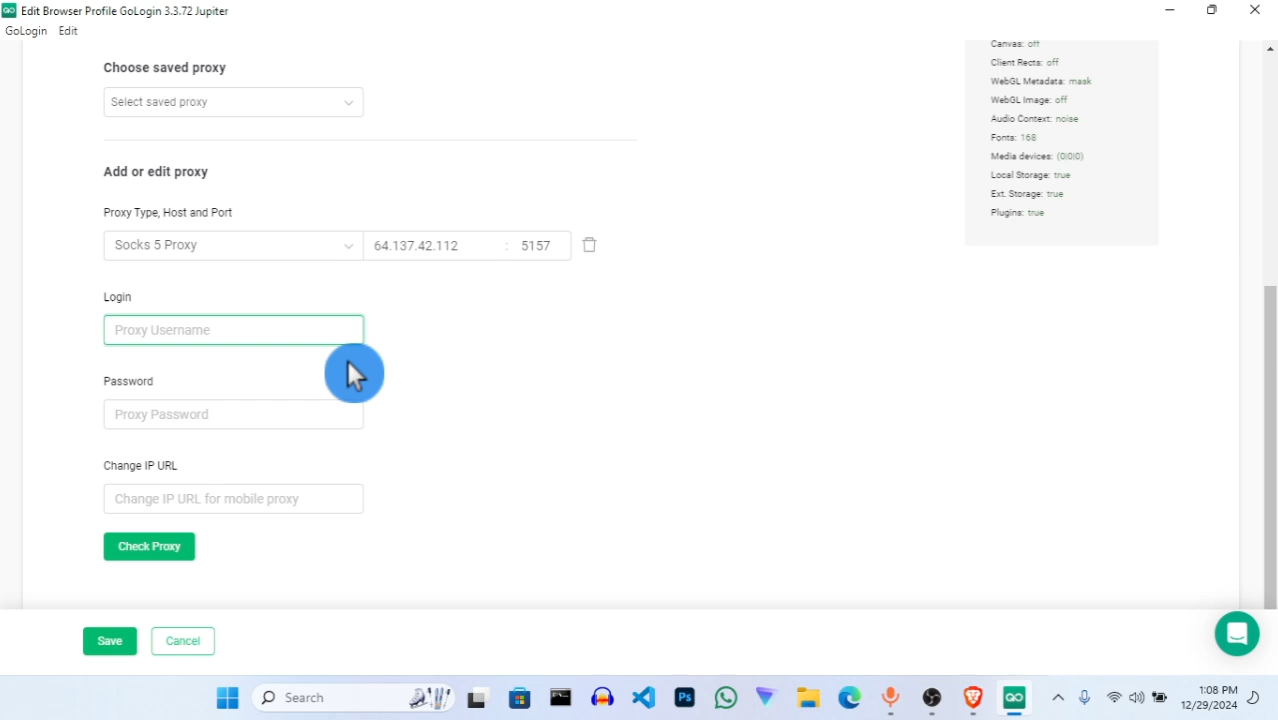 Edit Browser Profile GoLogin 3.3.72 Jupiter
GoLogin Edit
Choose saved proxy
Select saved proxy
Add or edit proxy
Proxy Type, Host and Port
Socks 5 Proxy 64.137.42.112 : 5157
Login
Proxy Username
Password
Proxy Password
Change IP URL
Change IP URL for mobile proxy
Check Proxy
Save Cancel
Canvas: off
Client Rects: off
WebGL Metadata: mask
WebGL Image: off
Audio Context: noise
Fonts: 168
Media devices: (0|0|0)
Local Storage: true
Ext. Storage: true
Plugins: true
Search
Ps
GO
1:08 PM
12/29/2024